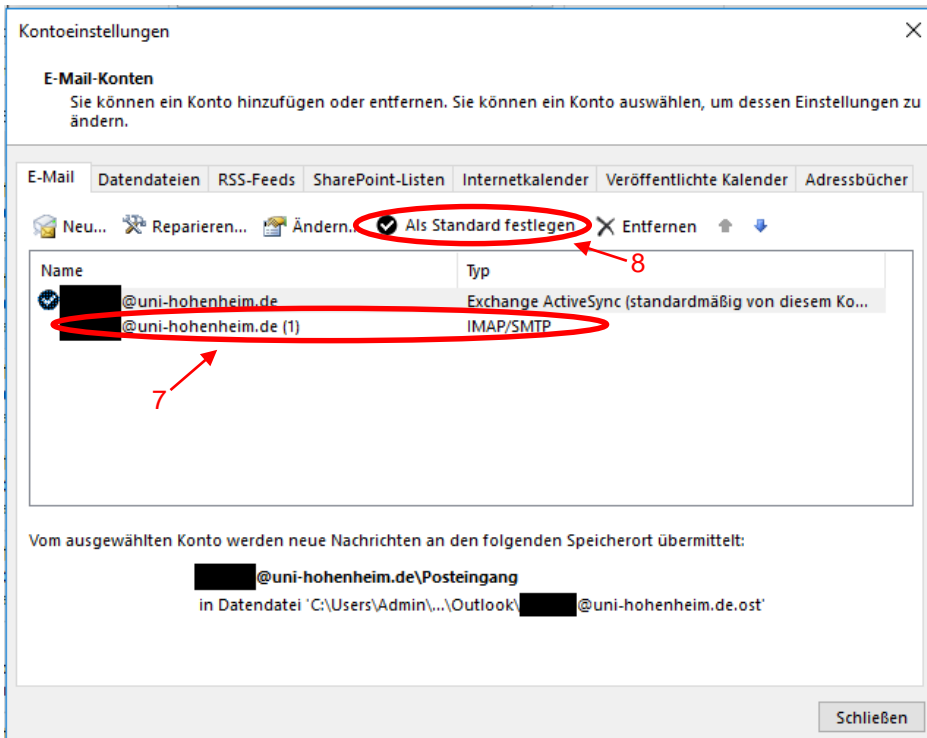 Kontoeinstellungen
E-Mail-Konten
Sie können ein Konto hinzufügen oder entfernen. Sie können ein Konto auswählen, um dessen Einstellungen zu
ändern.
E-Mail Datendateien RSS-Feeds SharePoint-Listen Internetkalender Veröffentlichte Kalender Adressbücher
Neu... Reparieren... Ändern... Als Standard festlegen Entfernen
8
Name Typ
@uni-hohenheim.de Exchange ActiveSync (standardmäßig von diesem Ko...
@uni-hohenheim.de (1) IMAP/SMTP
7
Vom ausgewählten Konto werden neue Nachrichten an den folgenden Speicherort übermittelt:
@uni-hohenheim.de\Posteingang
in Datendatei 'C:\Users\Admin\...\Outlook\ @uni-hohenheim.de.ost'
Schließen